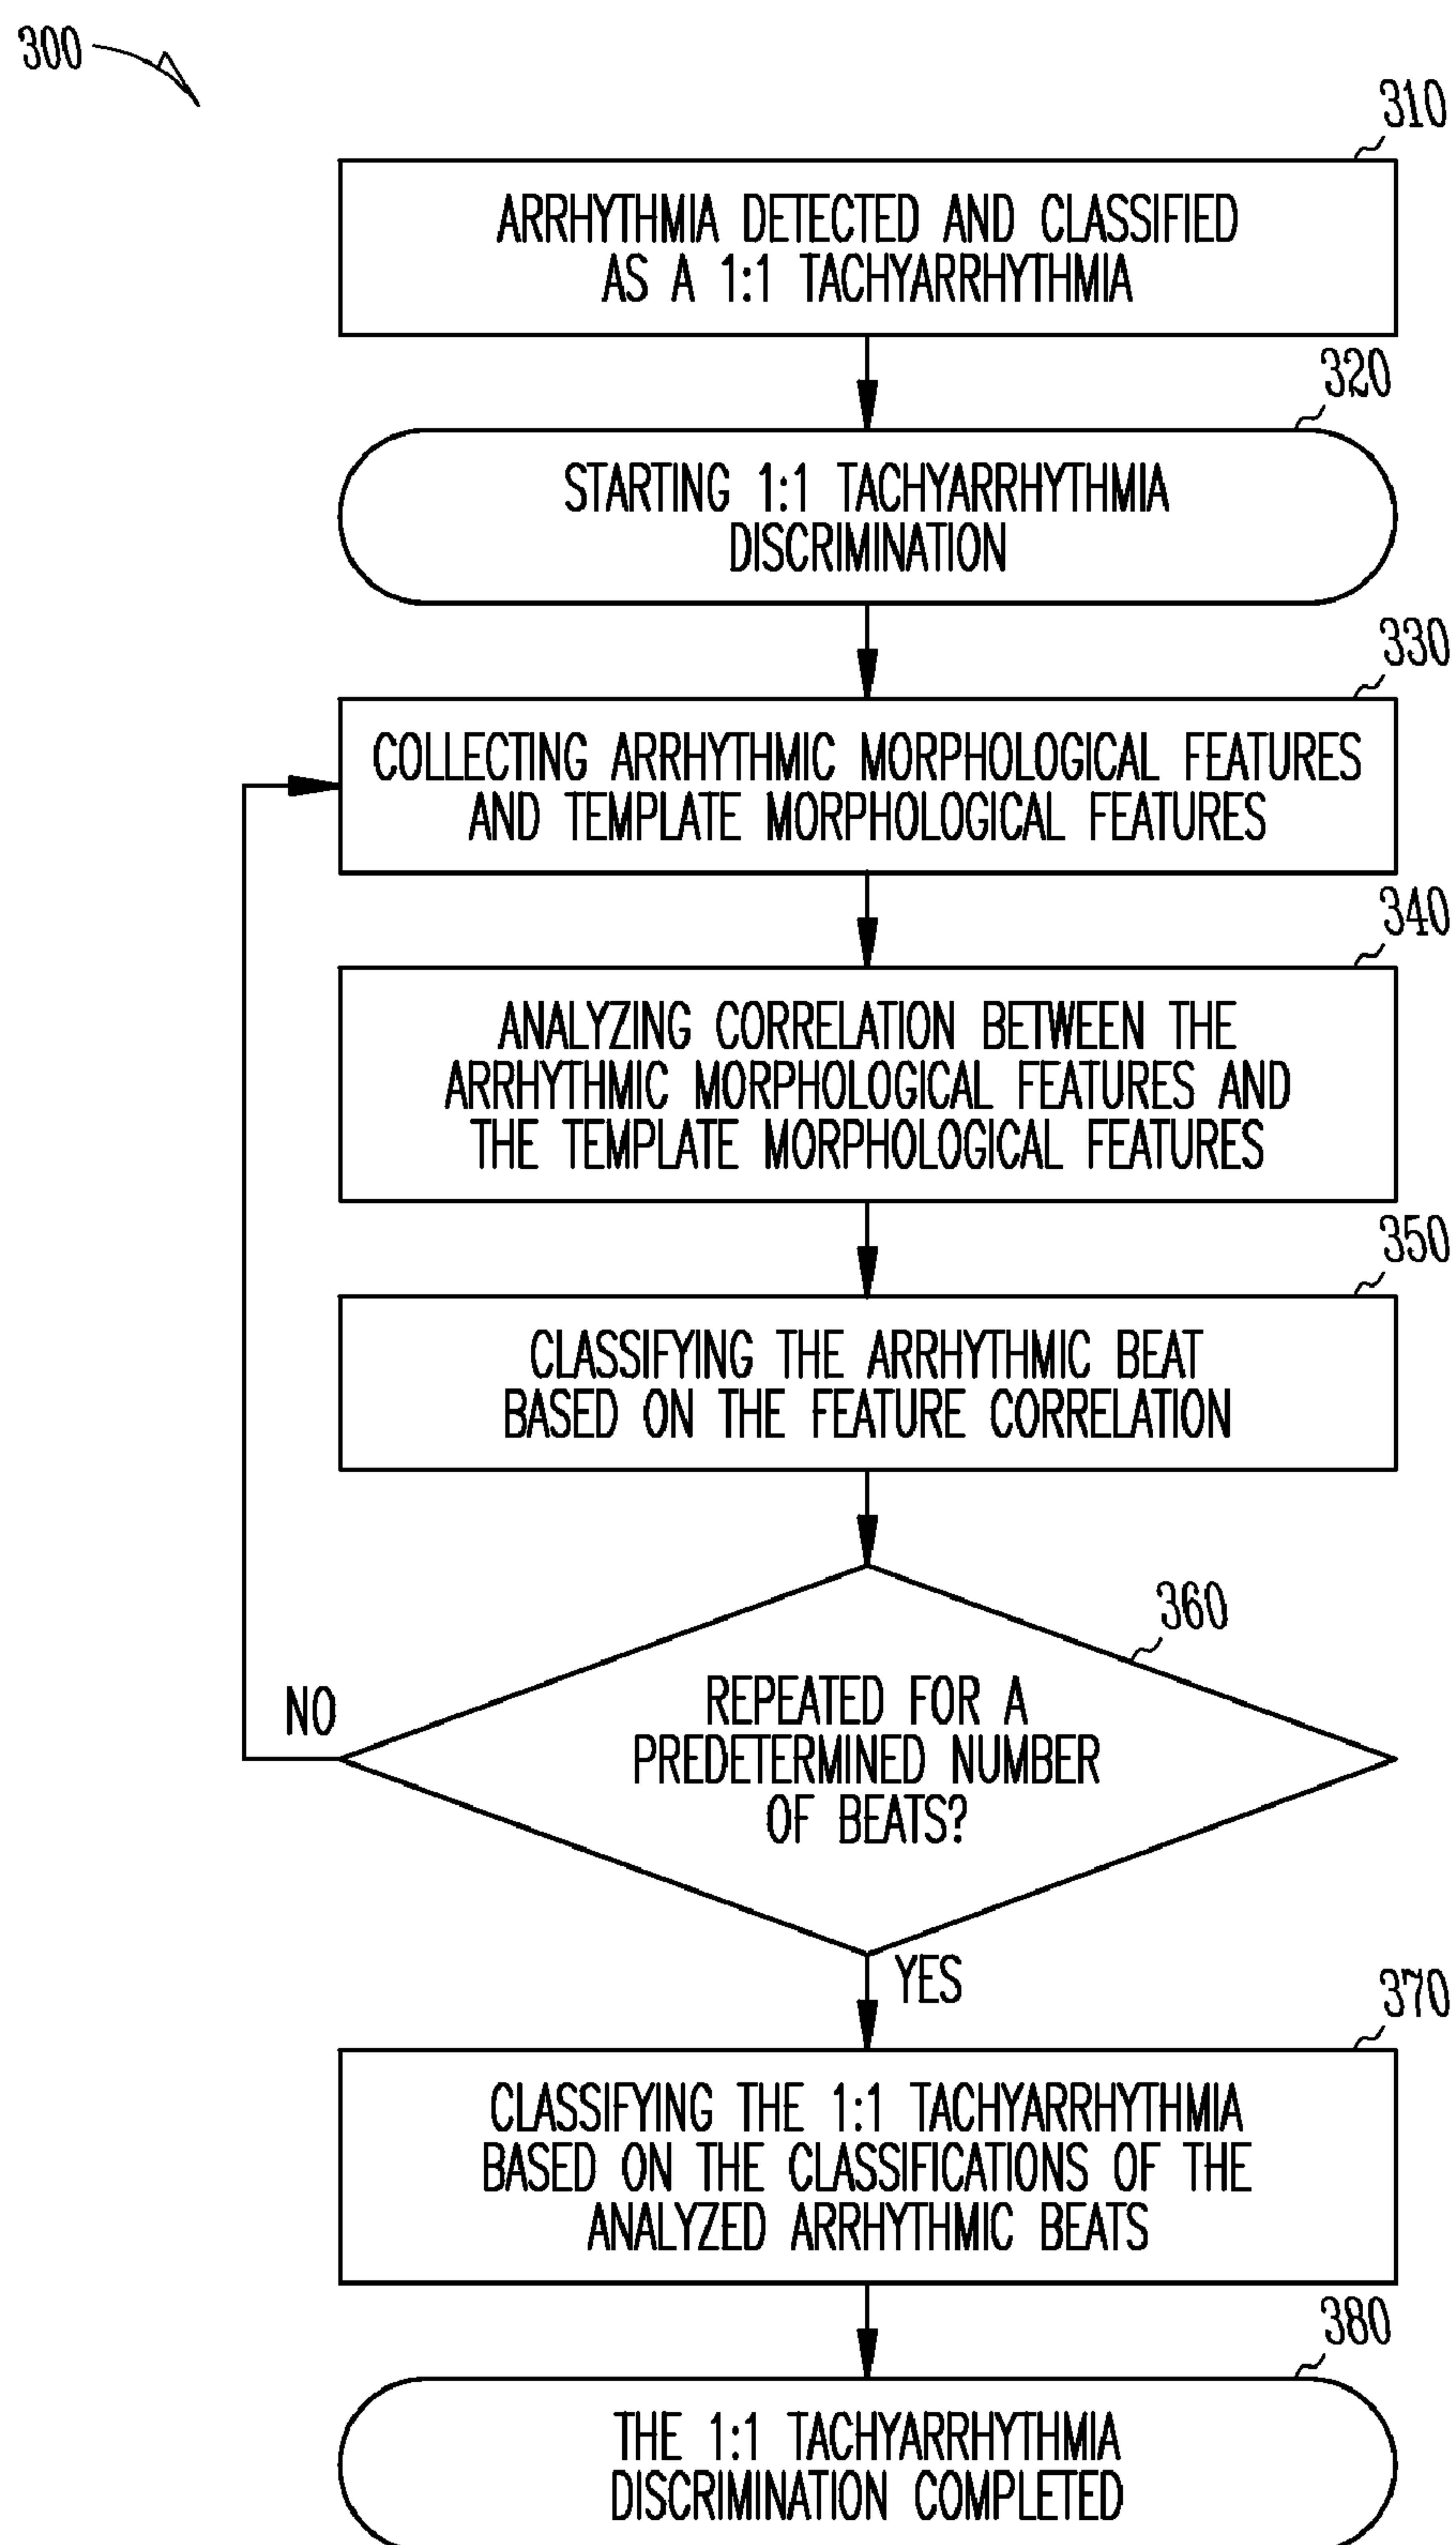 300
310
ARRHYTHMIA DETECTED AND CLASSIFIED
AS A 1:1 TACHYARRHYTHMIA
320
STARTING 1:1 TACHYARRHYTHMIA
DISCRIMINATION
330
COLLECTING ARRHYTHMIC MORPHOLOGICAL FEATURES
AND TEMPLATE MORPHOLOGICAL FEATURES
340
ANALYZING CORRELATION BETWEEN THE
ARRHYTHMIC MORPHOLOGICAL FEATURES AND
THE TEMPLATE MORPHOLOGICAL FEATURES
350
CLASSIFYING THE ARRHYTHMIC BEAT
BASED ON THE FEATURE CORRELATION
360
REPEATED FOR A
PREDETERMINED NUMBER
OF BEATS?
NO
YES
370
CLASSIFYING THE 1:1 TACHYARRHYTHMIA
BASED ON THE CLASSIFICATIONS OF THE
ANALYZED ARRHYTHMIC BEATS
380
THE 1:1 TACHYARRHYTHMIA
DISCRIMINATION COMPLETED